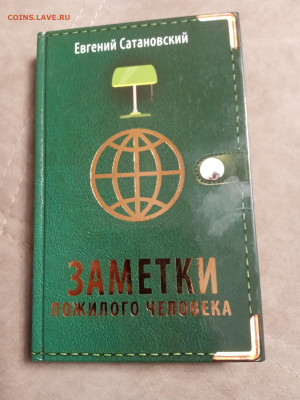 COINS.LAVE.RU
Евгений Сатановский
ЗАМЕТКИ
ПОЖИЛОГО ЧЕЛОВЕКА